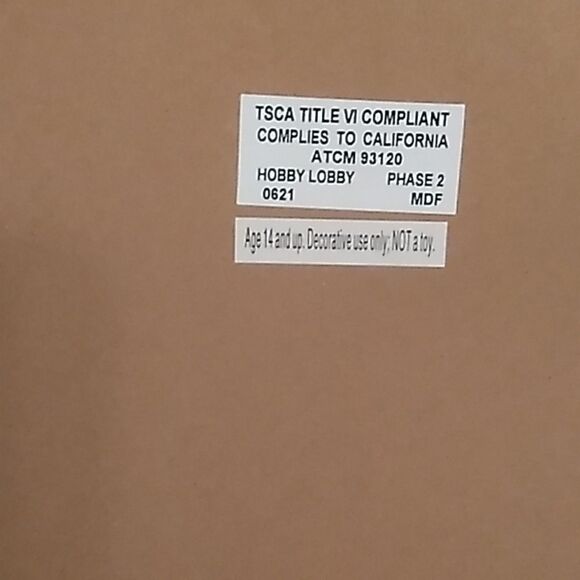 TSCA TITLE VI COMPLIANT
COMPLIES TO CALIFORNIA
ATCM 93120
HOBBY LOBBY PHASE 2
0621 MDF
Age 14 and up. Decorative use only; NOT a toy.